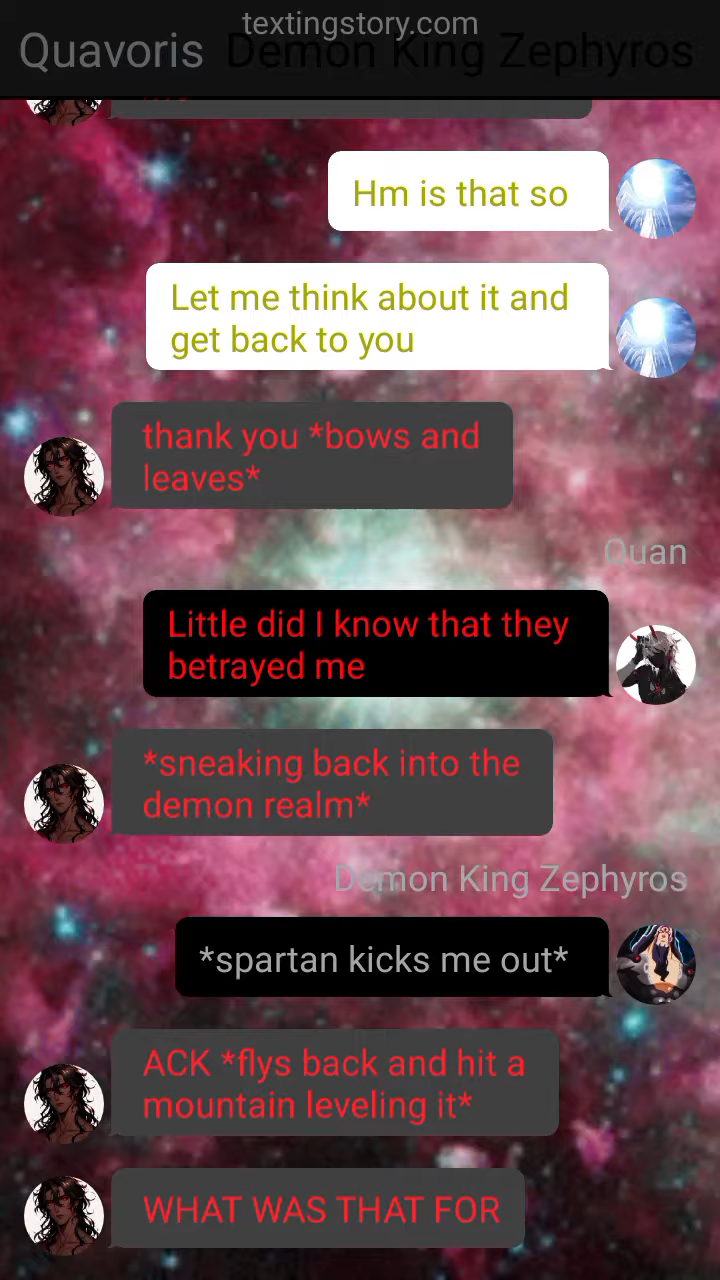 textingstory.com
Quavoris Demon King Zephyros
Hm is that so
Let me think about it and
get back to you
thank you *bows and
leaves*
Quan
Little did I know that they
betrayed me
*sneaking back into the
demon realm*
Demon King Zephyros
*spartan kicks me out*
ACK *flys back and hit a
mountain leveling it*
WHAT WAS THAT FOR